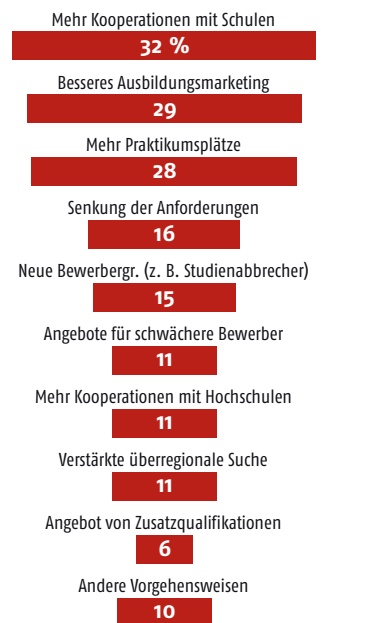 Mehr Kooperationen mit Schulen
32 %
Besseres Ausbildungsmarketing
29
Mehr Praktikumsplätze
28
Senkung der Anforderungen
16
Neue Bewerbergr. (z. B. Studienabbrecher)
15
Angebote für schwächere Bewerber
11
Mehr Kooperationen mit Hochschulen
11
Verstärkte überregionale Suche
11
Angebot von Zusatzqualifikationen
6
Andere Vorgehensweisen
10